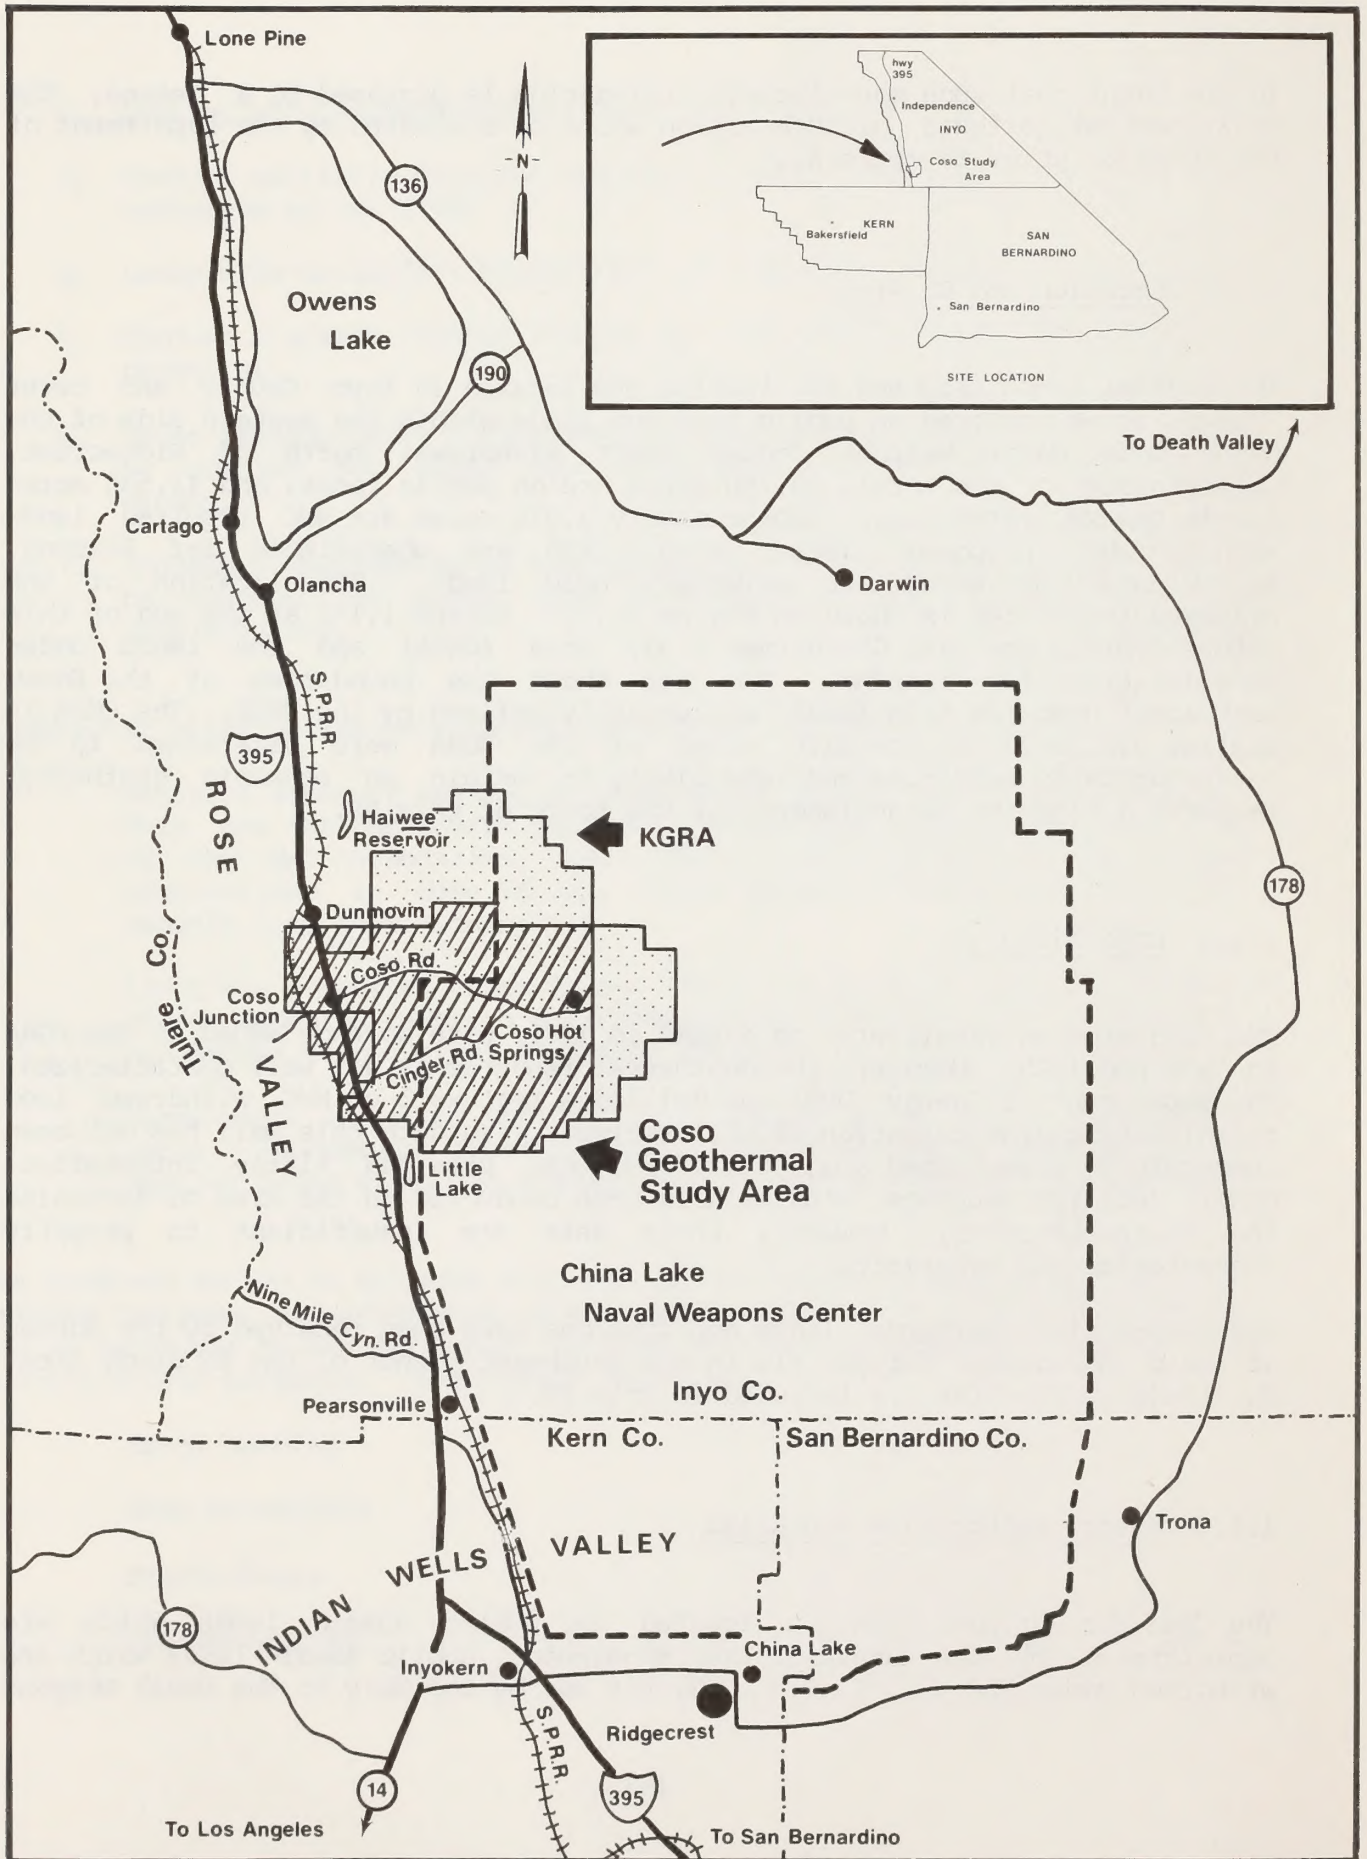 Lone Pine
136
-N-
Owens
Lake
190
hwy
395
Independence
INYO
Coso Study
Area
KERN
Bakersfield
SAN
BERNARDINO
San Bernardino
SITE LOCATION
To Death Valley
Cartago
Olancha
Darwin
S.P.R.R.
395
ROSE
VALLEY
Haiwee
Reservoir
KGRA
178
Dunmovin
Coso Rd.
Coso
Junction
Coso Hot
Springs
Cinder Rd.
Tulare Co.
Little
Lake
Coso
Geothermal
Study Area
China Lake
Naval Weapons Center
Nine Mile Cyn. Rd.
Inyo Co.
Pearsonville
Kern Co.
San Bernardino Co.
Trona
INDIAN WELLS VALLEY
178
China Lake
Inyokern
Ridgecrest
S.P.R.R.
14
395
To Los Angeles
To San Bernardino